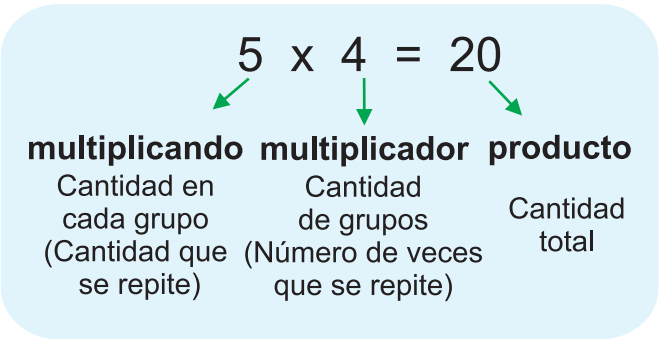 5 x 4 = 20
multiplicando multiplicador producto
Cantidad en
cada grupo
(Cantidad que
se repite)
Cantidad
de grupos
(Número de veces
que se repite)
Cantidad
total